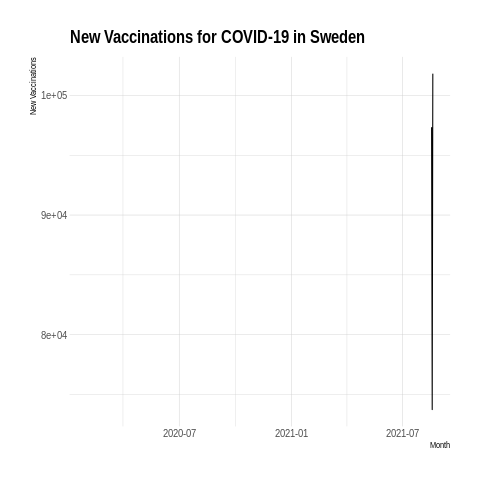 New Vaccinations for COVID-19 in Sweden
New Vaccinations
1e+05
9e+04
8e+04
2020-07 2021-01 2021-07
Month